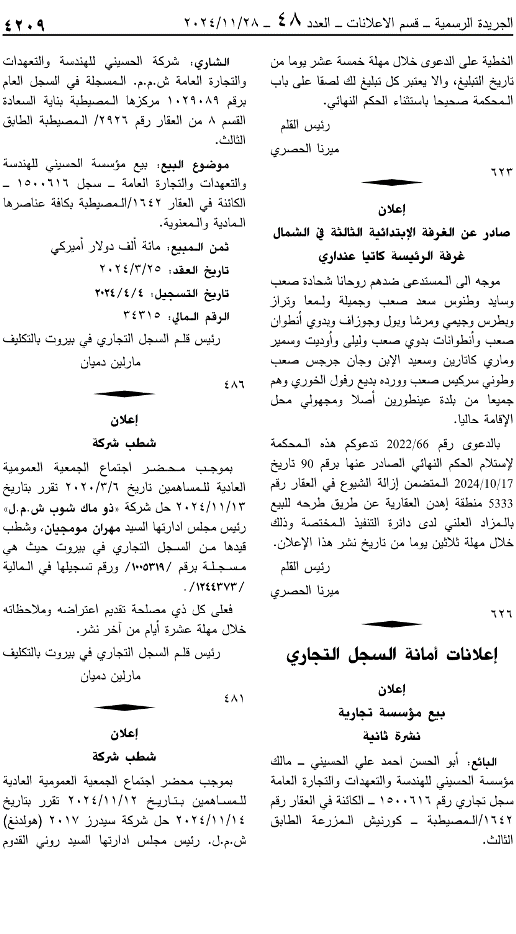 الجريدة الرسمية ــ قسم الاعلانات ــ العدد ٤٨ ــ ٢٠٢٤/١١/٢٨
٤٢٠٩
الخطية على الدعوى خلال مهلة خمسة عشر يوما من
تاريخ التبليغ، والا يعتبر كل تبليغ لك لصقا على باب
المحكمة صحيحا باستثناء الحكم النهائي.
رئيس القلم
ميرنا الحصري
٦٢٣
إعلان
صادر عن الغرفة الإبتدائية الثالثة في الشمال
غرفة الرئيسة كاتيا عنداري
موجه الى المستدعى ضدهم روحانا شحادة صعب
وسايد وطنوس سعد صعب وجميلة ولمعا وتراز
وبطرس وجيمي ومرشا وبول وجوزاف وبدوي أنطوان
صعب وأنطوانات بدوي صعب وليلى وأوديت وسمير
وماري كاتارين وسعيد الإبن وجان جرجس صعب
وطوني سركيس صعب وورده بديع رفول الخوري وهم
جميعا من بلدة عينطورين أصلا ومجهولي محل
الإقامة حاليا.
بالدعوى رقم 2022/66 تدعوكم هذه المحكمة
لإستلام الحكم النهائي الصادر عنها برقم 90 تاريخ
2024/10/17 المتضمن إزالة الشيوع في العقار رقم
5333 منطقة إهدن العقارية عن طريق طرحه للبيع
بالمزاد العلني لدى دائرة التنفيذ المختصة وذلك
خلال مهلة ثلاثين يوما من تاريخ نشر هذا الإعلان.
رئيس القلم
ميرنا الحصري
٦٢٦
إعلانات أمانة السجل التجاري
إعلان
بيع مؤسسة تجارية
نشرة ثانية
البائع: أبو الحسن احمد علي الحسيني ــ مالك
مؤسسة الحسيني للهندسة والتعهدات والتجارة العامة
سجل تجاري رقم ١٥٠٠٦١٦ ــ الكائنة في العقار رقم
١٦٤٢/المصيطبة ــ كورنيش المزرعة الطابق
الثالث.
الشاري: شركة الحسيني للهندسة والتعهدات
والتجارة العامة ش.م.م. المسجلة في السجل العام
برقم ١٠٢٩٠٨٩ مركزها المصيطبة بناية السعادة
القسم ٨ من العقار رقم ٢٩٢٦/ المصيطبة الطابق
الثالث.
موضوع البيع: بيع مؤسسة الحسيني للهندسة
والتعهدات والتجارة العامة ــ سجل ١٥٠٠٦١٦ ــ
الكائنة في العقار ١٦٤٢/المصيطبة بكافة عناصرها
المادية والمعنوية.
ثمن المبيع: مائة ألف دولار أميركي
تاريخ العقد: ٢٠٢٤/٣/٢٥
تاريخ التسجيل: ٢٠٢٤/٤/٤
الرقم المالي: ٣٤٣١٥
رئيس قلم السجل التجاري في بيروت بالتكليف
مارلين دميان
٤٨٦
إعلان
شطب شركة
بموجب محضر اجتماع الجمعية العمومية
العادية للمساهمين تاريخ ٢٠٢٠/٣/٦ تقرر بتاريخ
٢٠٢٤/١١/١٣ حل شركة «ذو ماك شوب ش.م.ل»
رئيس مجلس ادارتها السيد مهران مومجيان، وشطب
قيدها من السجل التجاري في بيروت حيث هي
مسجلة برقم /١٠٠٥٣١٩/ ورقم تسجيلها في المالية
/١٢٤٤٣٧٣/.
فعلى كل ذي مصلحة تقديم اعتراضه وملاحظاته
خلال مهلة عشرة أيام من آخر نشر.
رئيس قلم السجل التجاري في بيروت بالتكليف
مارلين دميان
٤٨١
إعلان
شطب شركة
بموجب محضر اجتماع الجمعية العمومية العادية
للمساهمين بتاريخ ٢٠٢٤/١١/١٢ تقرر بتاريخ
٢٠٢٤/١١/١٤ حل شركة سيدرز ٢٠١٧ (هولدنغ)
ش.م.ل. رئيس مجلس ادارتها السيد روني القدوم